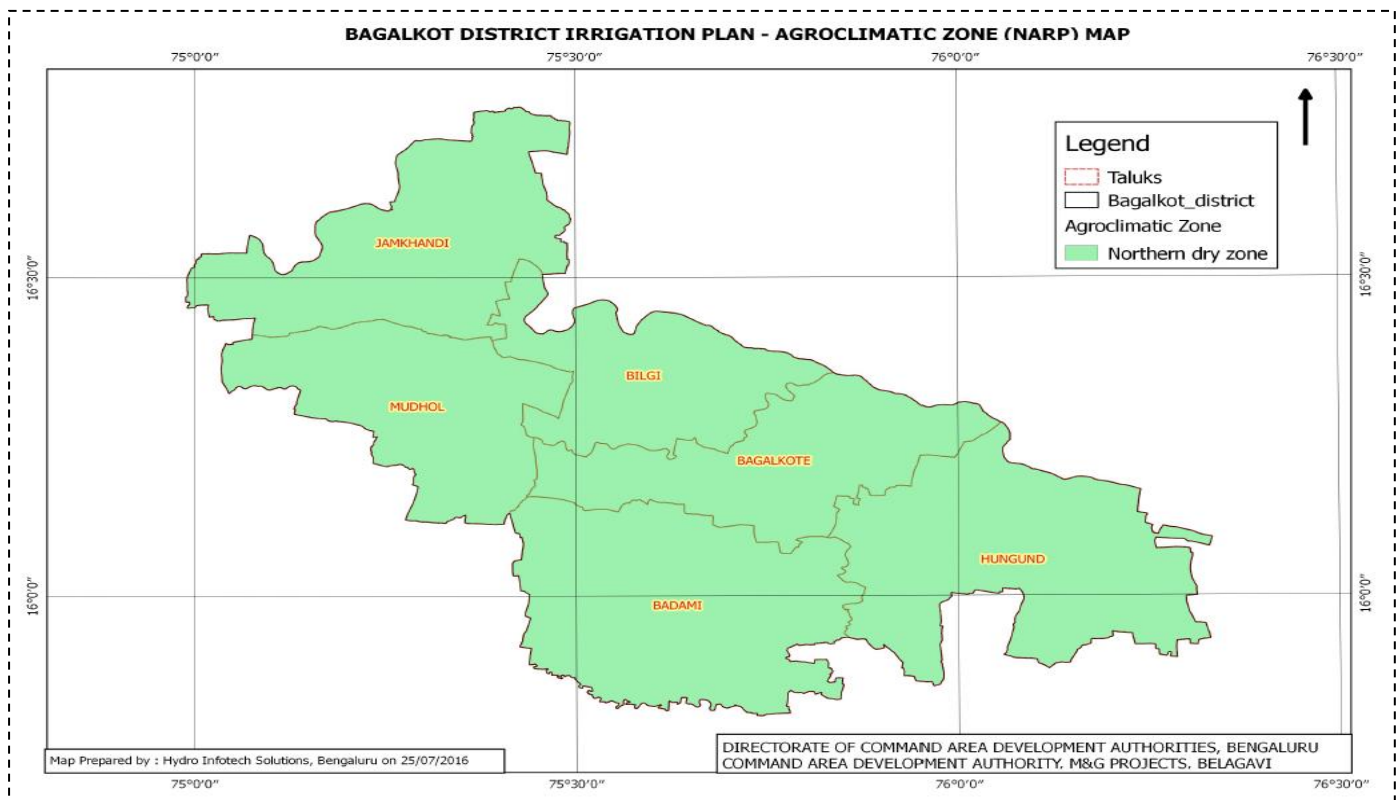 BAGALKOT DISTRICT IRRIGATION PLAN - AGROCLIMATIC ZONE (NARP) MAP
75°0'0" 75°30'0" 76°0'0" 76°30'0"
Legend
Taluks
Bagalkot_district
Agroclimatic Zone
Northern dry zone
JAMKHANDI
16°30'0" 16°30'0"
BILGI
MUDHOL
BAGALKOTE
HUNGUND
16°0'0" 16°0'0"
BADAMI
Map Prepared by : Hydro Infotech Solutions, Bengaluru on 25/07/2016
DIRECTORATE OF COMMAND AREA DEVELOPMENT AUTHORITIES, BENGALURU
COMMAND AREA DEVELOPMENT AUTHORITY. M&G PROJECTS. BELAGAVI
75°0'0" 75°30'0" 76°0'0" 76°30'0"